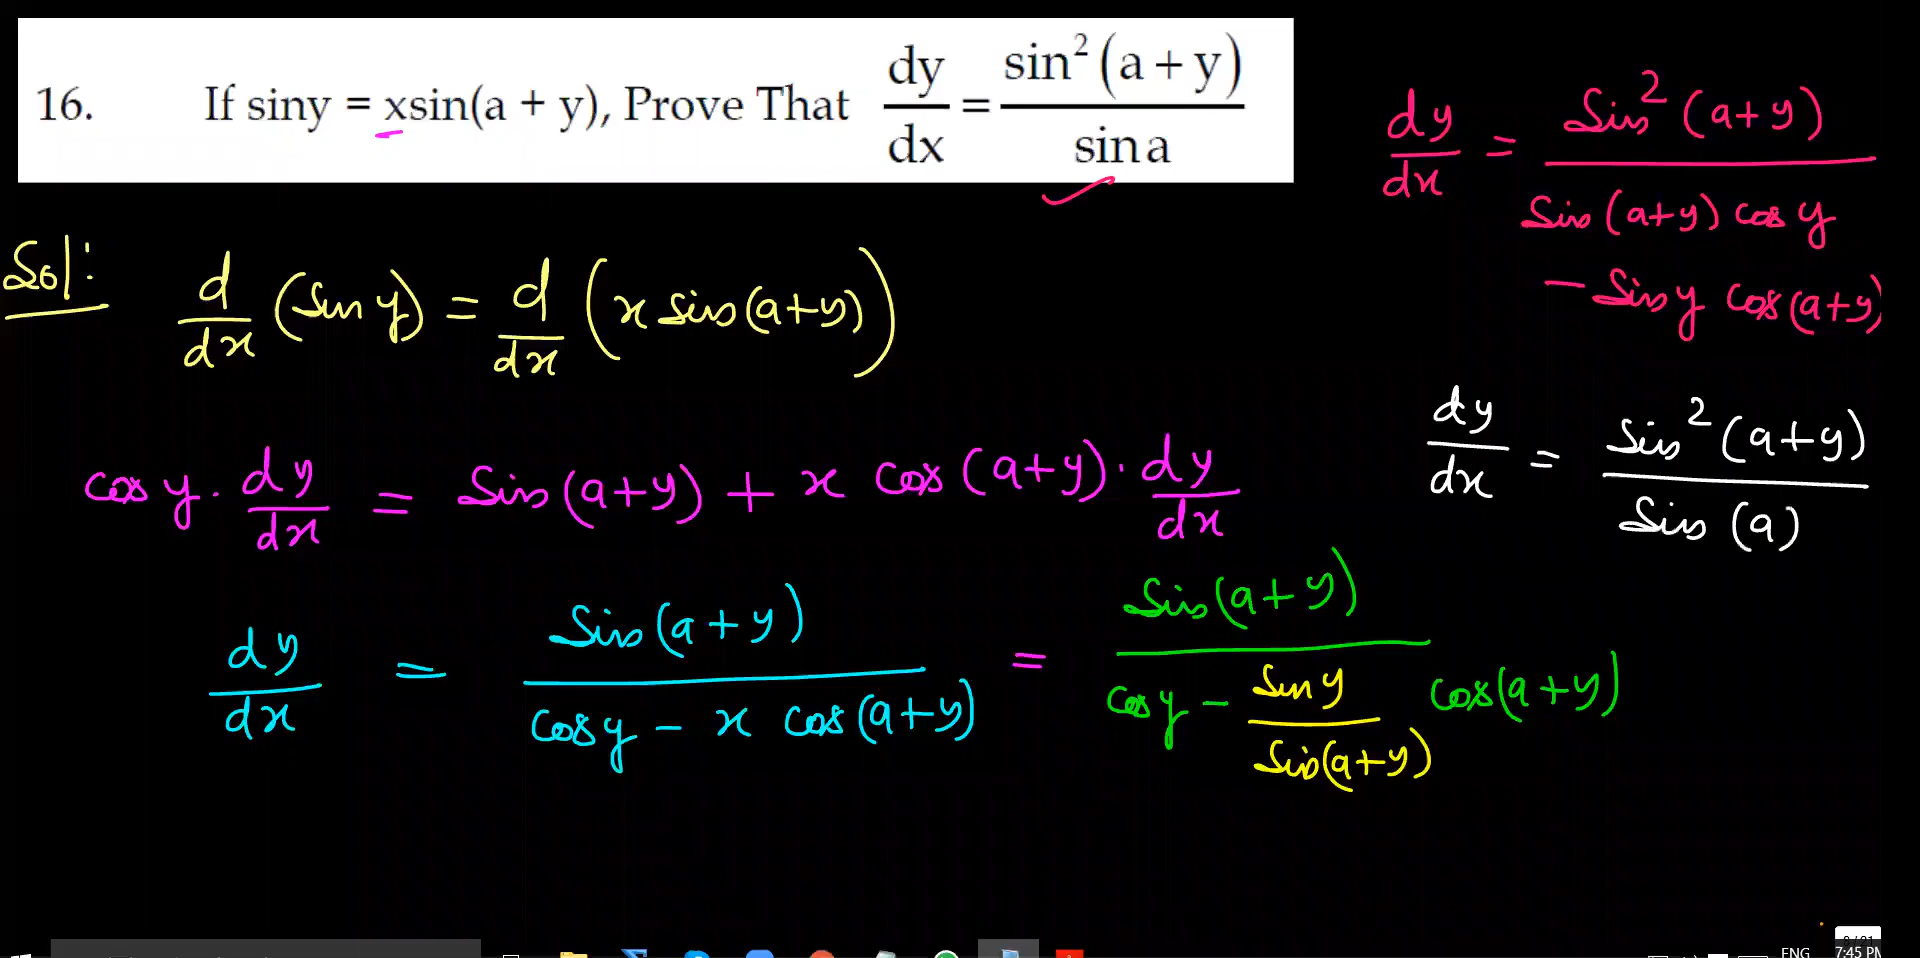 16. If siny = xsin(a + y), Prove That dy/dx = sin²(a + y)/sin a
Sol:
d/dx (sin y) = d/dx (x sin(a+y))
cos y · dy/dx = sin(a+y) + x cos(a+y) · dy/dx
dy/dx = sin(a+y)/(cos y − x cos(a+y)) = sin(a+y)/(cos y − (sin y/sin(a+y)) cos(a+y))
dy/dx = sin²(a+y)/(sin(a+y) cos y
− sin y cos(a+y))
dy/dx = sin²(a+y)/sin(a)
ENG
7:45 PM